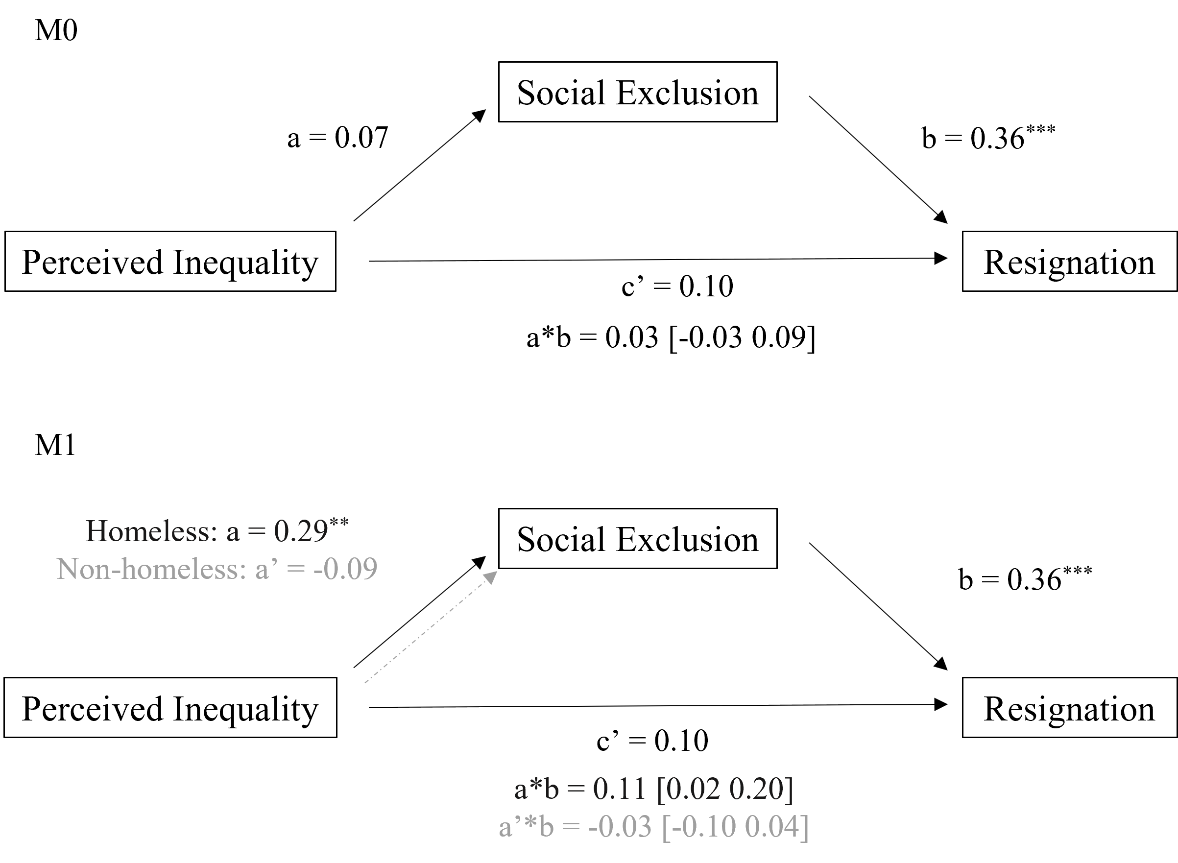 M0
Social Exclusion
a = 0.07
b = 0.36***
Perceived Inequality
Resignation
c’ = 0.10
a*b = 0.03 [-0.03 0.09]
M1
Homeless: a = 0.29**
Non-homeless: a’ = -0.09
Social Exclusion
b = 0.36***
Perceived Inequality
Resignation
c’ = 0.10
a*b = 0.11 [0.02 0.20]
a’*b = -0.03 [-0.10 0.04]